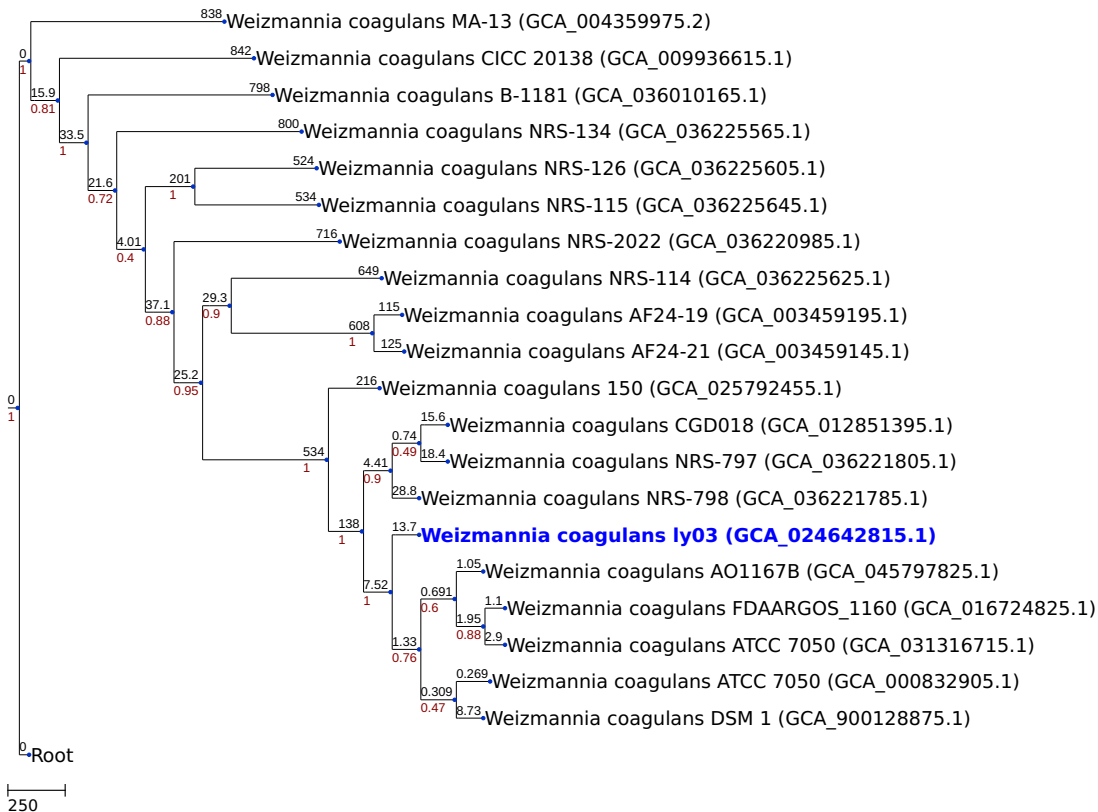 838 Weizmannia coagulans MA-13 (GCA_004359975.2)
842 Weizmannia coagulans CICC 20138 (GCA_009936615.1)
0
1
15.9
0.81
798 Weizmannia coagulans B-1181 (GCA_036010165.1)
33.5
1
800 Weizmannia coagulans NRS-134 (GCA_036225565.1)
524 Weizmannia coagulans NRS-126 (GCA_036225605.1)
21.6
0.72
201
1
534 Weizmannia coagulans NRS-115 (GCA_036225645.1)
4.01
0.4
716 Weizmannia coagulans NRS-2022 (GCA_036220985.1)
649 Weizmannia coagulans NRS-114 (GCA_036225625.1)
37.1
0.88
29.3
0.9
115 Weizmannia coagulans AF24-19 (GCA_003459195.1)
608
1
125 Weizmannia coagulans AF24-21 (GCA_003459145.1)
25.2
0.95
216 Weizmannia coagulans 150 (GCA_025792455.1)
0
1
15.6 Weizmannia coagulans CGD018 (GCA_012851395.1)
0.74
0.49
18.4 Weizmannia coagulans NRS-797 (GCA_036221805.1)
534
1
4.41
0.9
28.8 Weizmannia coagulans NRS-798 (GCA_036221785.1)
138
1
13.7 Weizmannia coagulans ly03 (GCA_024642815.1)
1.05 Weizmannia coagulans AO1167B (GCA_045797825.1)
7.52
1
0.691
0.6
1.1 Weizmannia coagulans FDAARGOS_1160 (GCA_016724825.1)
1.95
0.88
2.9 Weizmannia coagulans ATCC 7050 (GCA_031316715.1)
1.33
0.76
0.269 Weizmannia coagulans ATCC 7050 (GCA_000832905.1)
0.309
0.47
8.73 Weizmannia coagulans DSM 1 (GCA_900128875.1)
0 Root
250